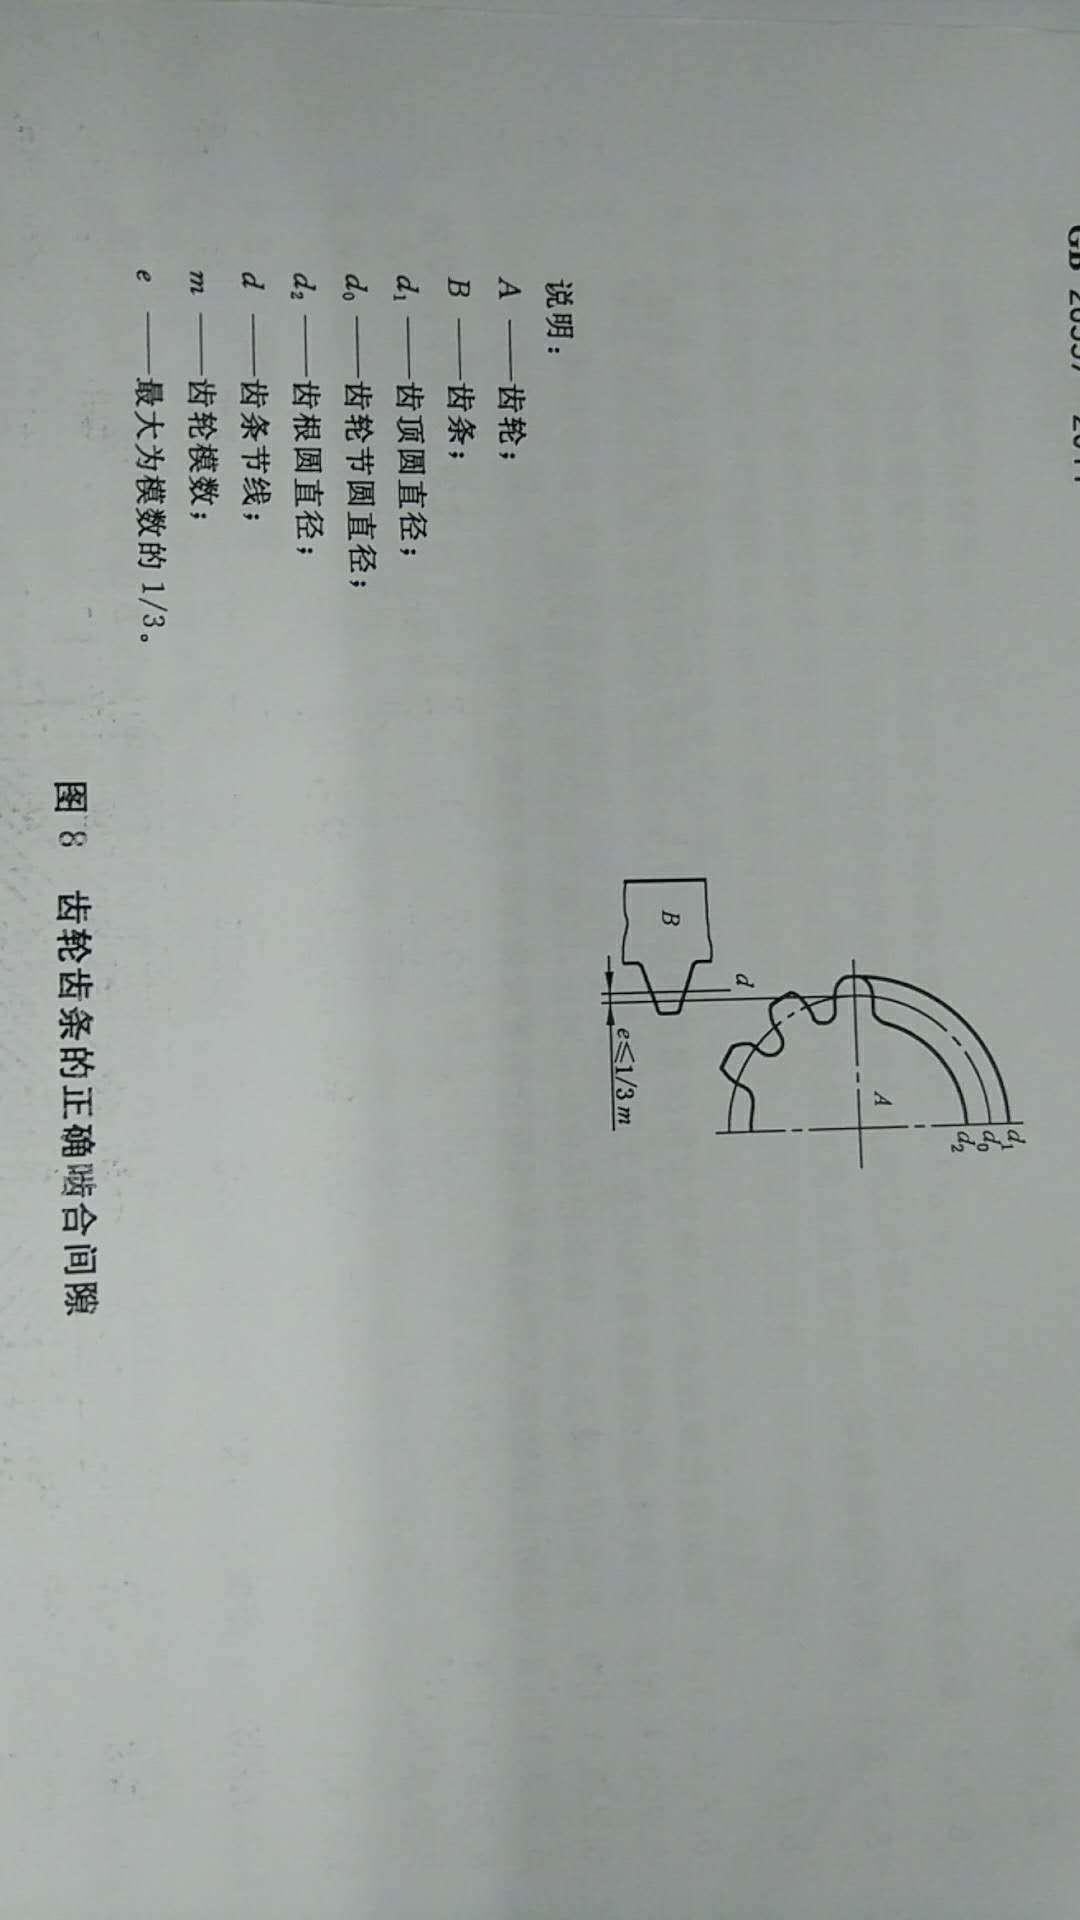 说明：
A ——齿轮；
B ——齿条；
d₁ ——齿顶圆直径；
d₀ ——齿轮节圆直径；
d₂ ——齿根圆直径；
d ——齿条节线；
m ——齿轮模数；
e ——最大为模数的 1/3。
B
d
e≤1/3 m
A
d₁
d₀
d₂
图 8 齿轮齿条的正确啮合间隙